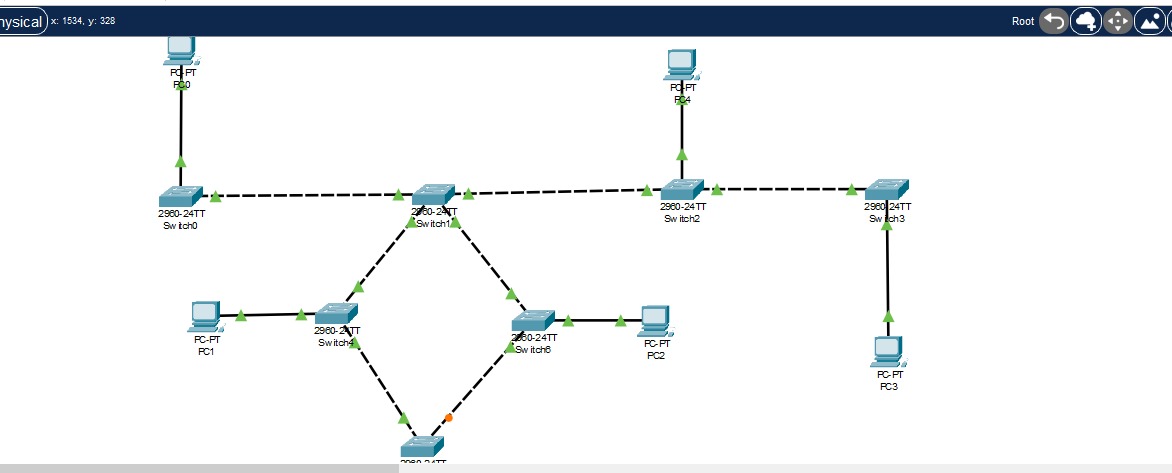 hysical x: 1534, y: 328
Root
PC-PT
PC0
PC-PT
PC4
2960-24TT
Switch0
2960-24TT
Switch1
2960-24TT
Switch2
2960-24TT
Switch3
PC-PT
PC1
2960-24TT
Switch4
2960-24TT
Switch6
PC-PT
PC2
PC-PT
PC3
2960-24TT